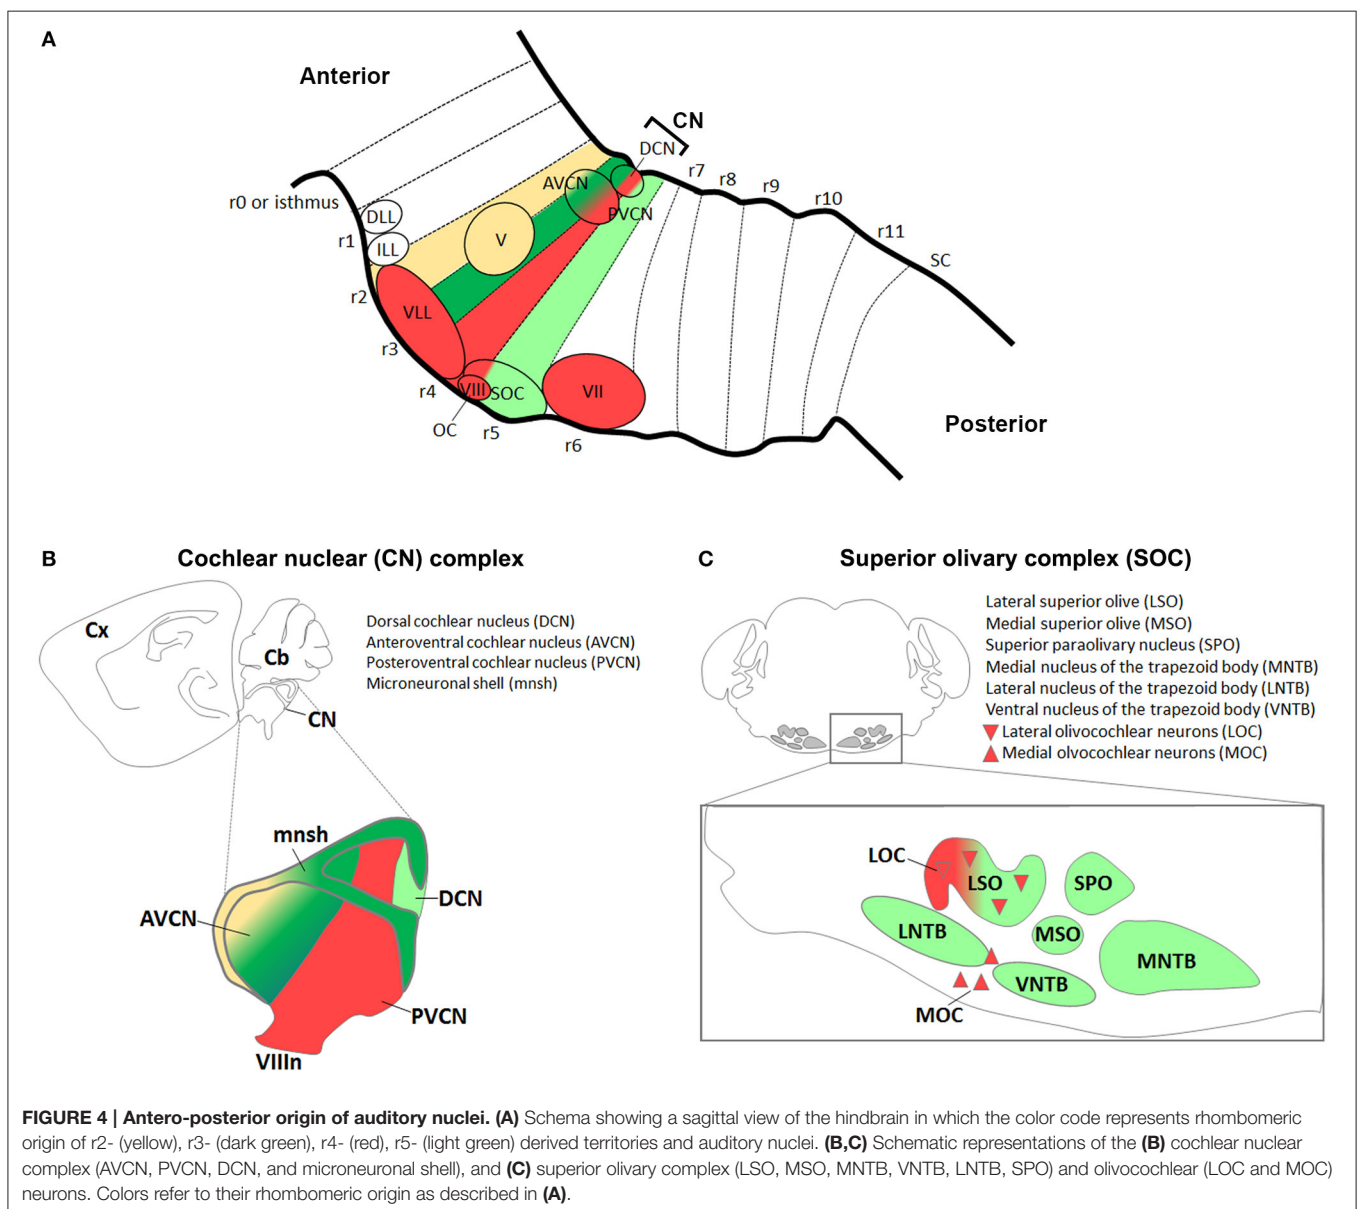 A
Anterior
CN
DCN
r7
r8
r9
r10
r11
SC
AVCN
PVCN
r0 or isthmus
DLL
r1
ILL
V
r2
VLL
r3
r4
VIII
SOC
VII
OC
r5
r6
Posterior
B
Cochlear nuclear (CN) complex
Cx
Cb
CN
Dorsal cochlear nucleus (DCN)
Anteroventral cochlear nucleus (AVCN)
Posteroventral cochlear nucleus (PVCN)
Microneuronal shell (mnsh)
mnsh
AVCN
DCN
PVCN
VIIIn
C
Superior olivary complex (SOC)
Lateral superior olive (LSO)
Medial superior olive (MSO)
Superior paraolivary nucleus (SPO)
Medial nucleus of the trapezoid body (MNTB)
Lateral nucleus of the trapezoid body (LNTB)
Ventral nucleus of the trapezoid body (VNTB)
Lateral olivocochlear neurons (LOC)
Medial olvocochlear neurons (MOC)
LOC
LSO
SPO
LNTB
MSO
MNTB
VNTB
MOC
FIGURE 4 | Antero-posterior origin of auditory nuclei. (A) Schema showing a sagittal view of the hindbrain in which the color code represents rhombomeric
origin of r2- (yellow), r3- (dark green), r4- (red), r5- (light green) derived territories and auditory nuclei. (B,C) Schematic representations of the (B) cochlear nuclear
complex (AVCN, PVCN, DCN, and microneuronal shell), and (C) superior olivary complex (LSO, MSO, MNTB, VNTB, LNTB, SPO) and olivocochlear (LOC and MOC)
neurons. Colors refer to their rhombomeric origin as described in (A).